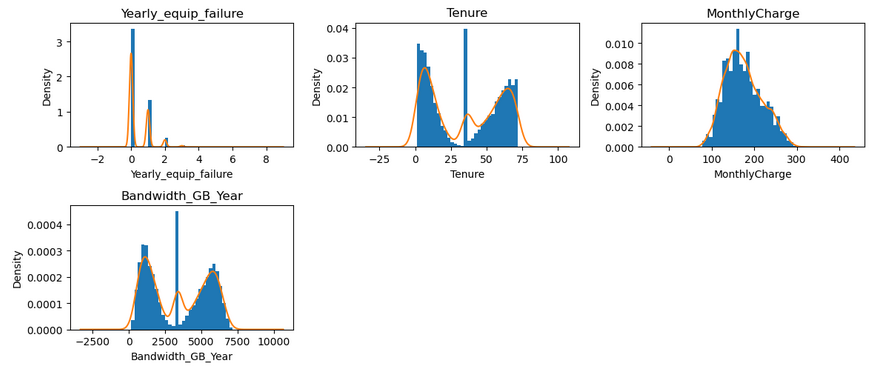 Yearly_equip_failure
Density
3
2
1
0
−2 0 2 4 6 8
Yearly_equip_failure
Tenure
Density
0.04
0.03
0.02
0.01
0.00
−25 0 25 50 75 100
Tenure
MonthlyCharge
Density
0.010
0.008
0.006
0.004
0.002
0.000
0 100 200 300 400
MonthlyCharge
Bandwidth_GB_Year
Density
0.0004
0.0003
0.0002
0.0001
0.0000
−2500 0 2500 5000 7500 10000
Bandwidth_GB_Year